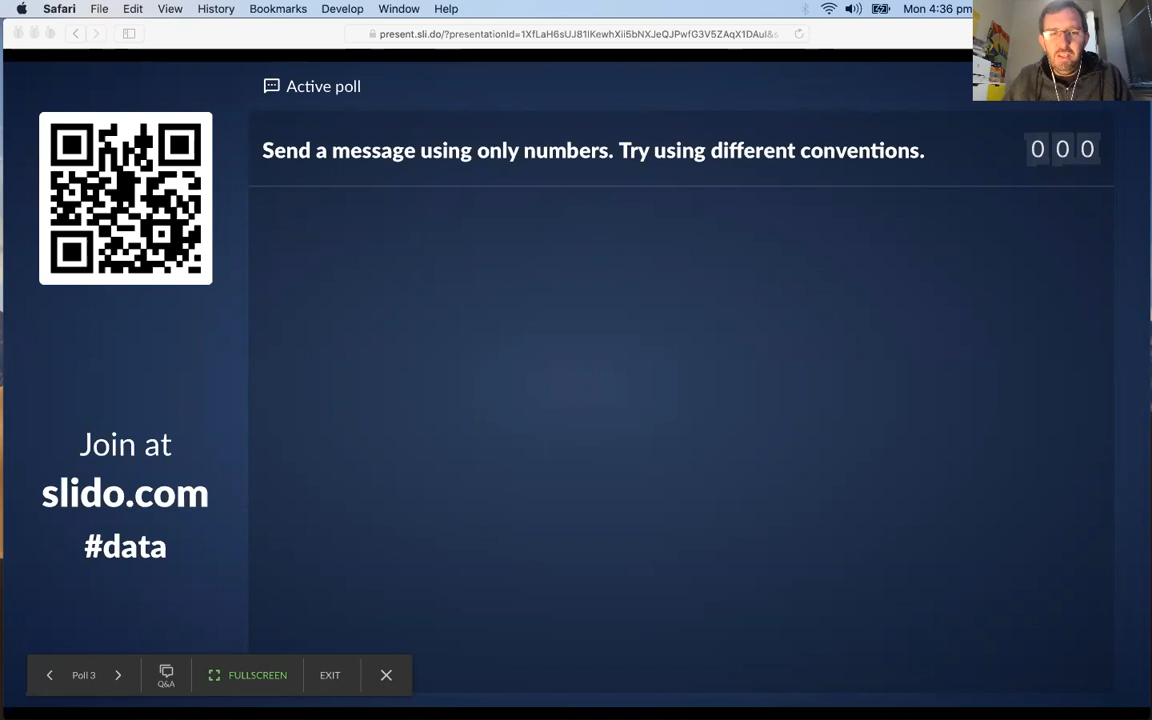 Safari File Edit View History Bookmarks Develop Window Help Mon 4:36 pm
Active poll
Send a message using only numbers. Try using different conventions.
0 0 0
Join at
slido.com
#data
Poll 3
Q&A
FULLSCREEN
EXIT